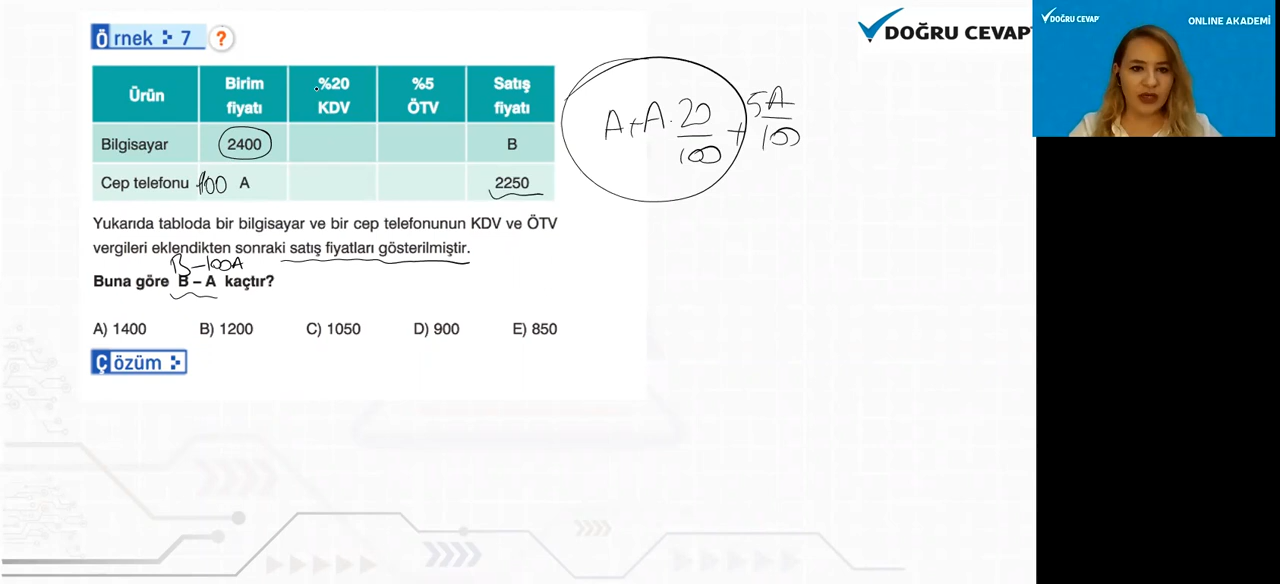 Örnek 7 ?
DOĞRU CEVAP
DOĞRU CEVAP
ONLINE AKADEMİ
Ürün Birim fiyatı %20 KDV %5 ÖTV Satış fiyatı
Bilgisayar 2400 B
Cep telefonu 100 A 2250
A+A.20/100 + 5A/100
Yukarıda tabloda bir bilgisayar ve bir cep telefonunun KDV ve ÖTV
vergileri eklendikten sonraki satış fiyatları gösterilmiştir.
B-100A
Buna göre B – A kaçtır?
A) 1400 B) 1200 C) 1050 D) 900 E) 850
Çözüm